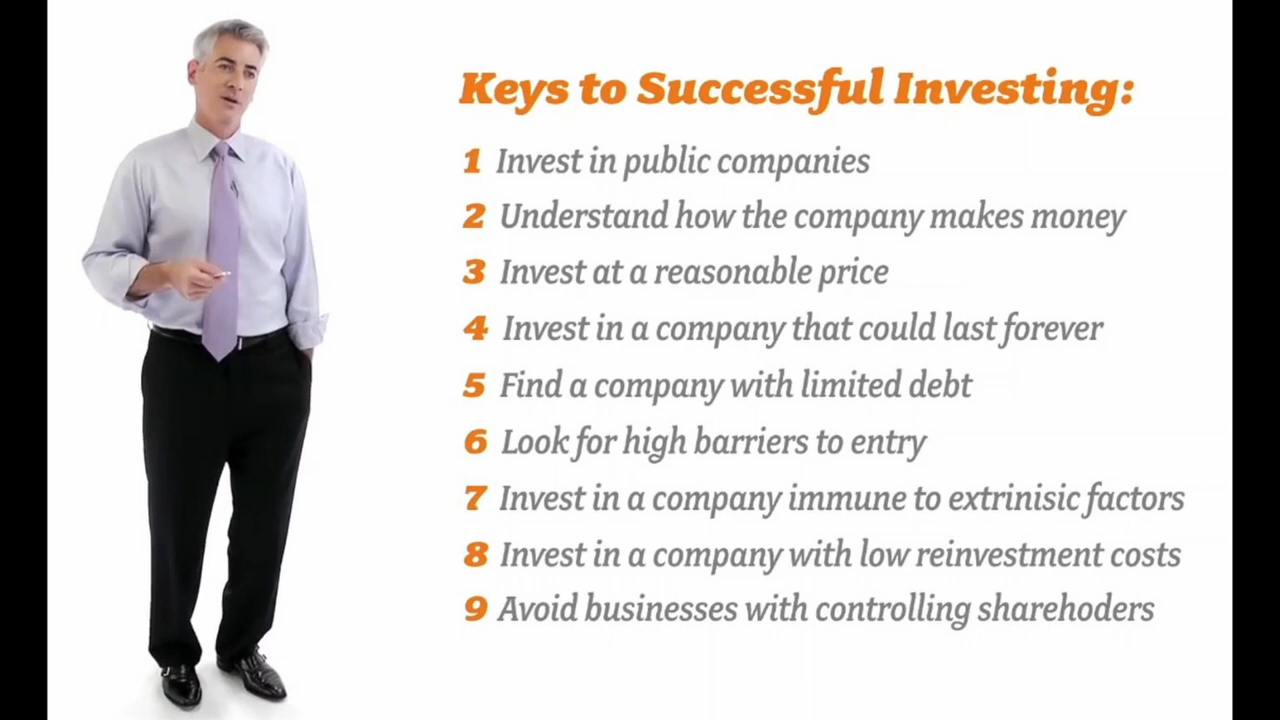 Keys to Successful Investing:
1 Invest in public companies
2 Understand how the company makes money
3 Invest at a reasonable price
4 Invest in a company that could last forever
5 Find a company with limited debt
6 Look for high barriers to entry
7 Invest in a company immune to extrinisic factors
8 Invest in a company with low reinvestment costs
9 Avoid businesses with controlling sharehoders